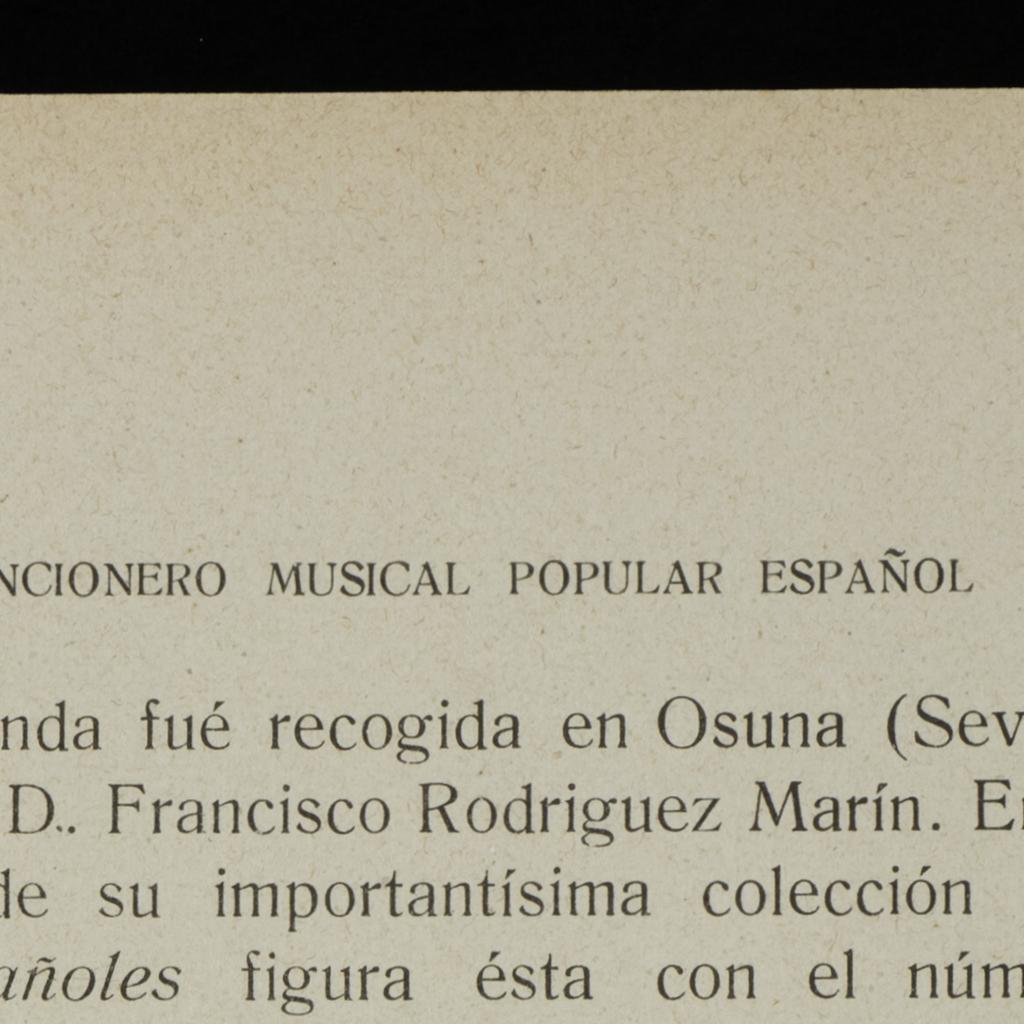 NCIONERO MUSICAL POPULAR ESPAÑOL
nda fué recogida en Osuna (Sev
D.. Francisco Rodriguez Marín. E
de su importantísima colección
añoles figura ésta con el núm